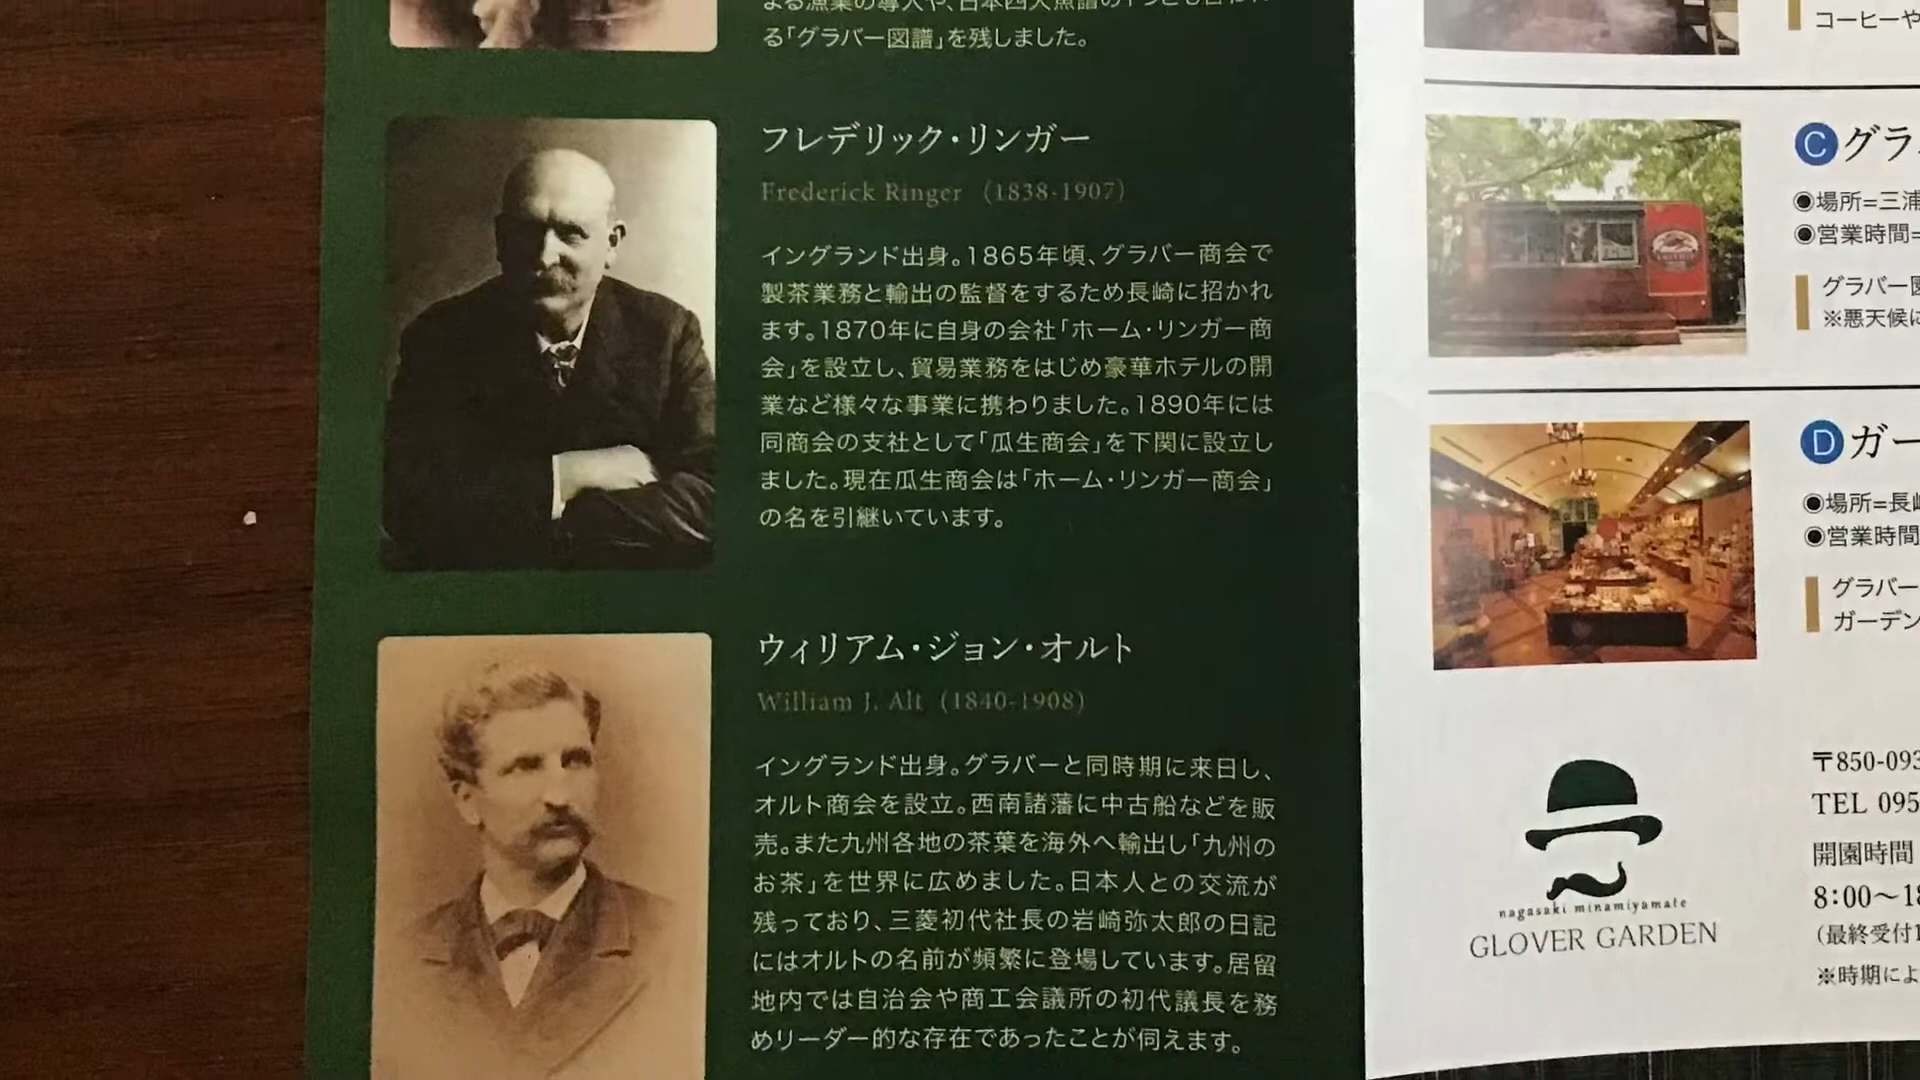 る「グラバー図譜」を残しました。
フレデリック・リンガー
Frederick Ringer (1838-1907)
イングランド出身。1865年頃、グラバー商会で
製茶業務と輸出の監督をするため長崎に招かれ
ます。1870年に自身の会社「ホーム・リンガー商
会」を設立し、貿易業務をはじめ豪華ホテルの開
業など様々な事業に携わりました。1890年には
同商会の支社として「瓜生商会」を下関に設立し
ました。現在瓜生商会は「ホーム・リンガー商会」
の名を引継いています。
ウィリアム・ジョン・オルト
William J. Alt (1840-1908)
イングランド出身。グラバーと同時期に来日し、
オルト商会を設立。西南諸藩に中古船などを販
売。また九州各地の茶葉を海外へ輸出し「九州の
お茶」を世界に広めました。日本人との交流が
残っており、三菱初代社長の岩崎弥太郎の日記
にはオルトの名前が頻繁に登場しています。居留
地内では自治会や商工会議所の初代議長を務
めリーダー的な存在であったことが伺えます。
コーヒーや
C グラ
◉場所=三浦
◉営業時間=
グラバー園
※悪天候に
D ガー
◉場所=長崎
◉営業時間
グラバー
ガーデン
nagasaki minamiyamate
GLOVER GARDEN
〒850-093
TEL 095
開園時間
8:00〜18
(最終受付1
※時期によ